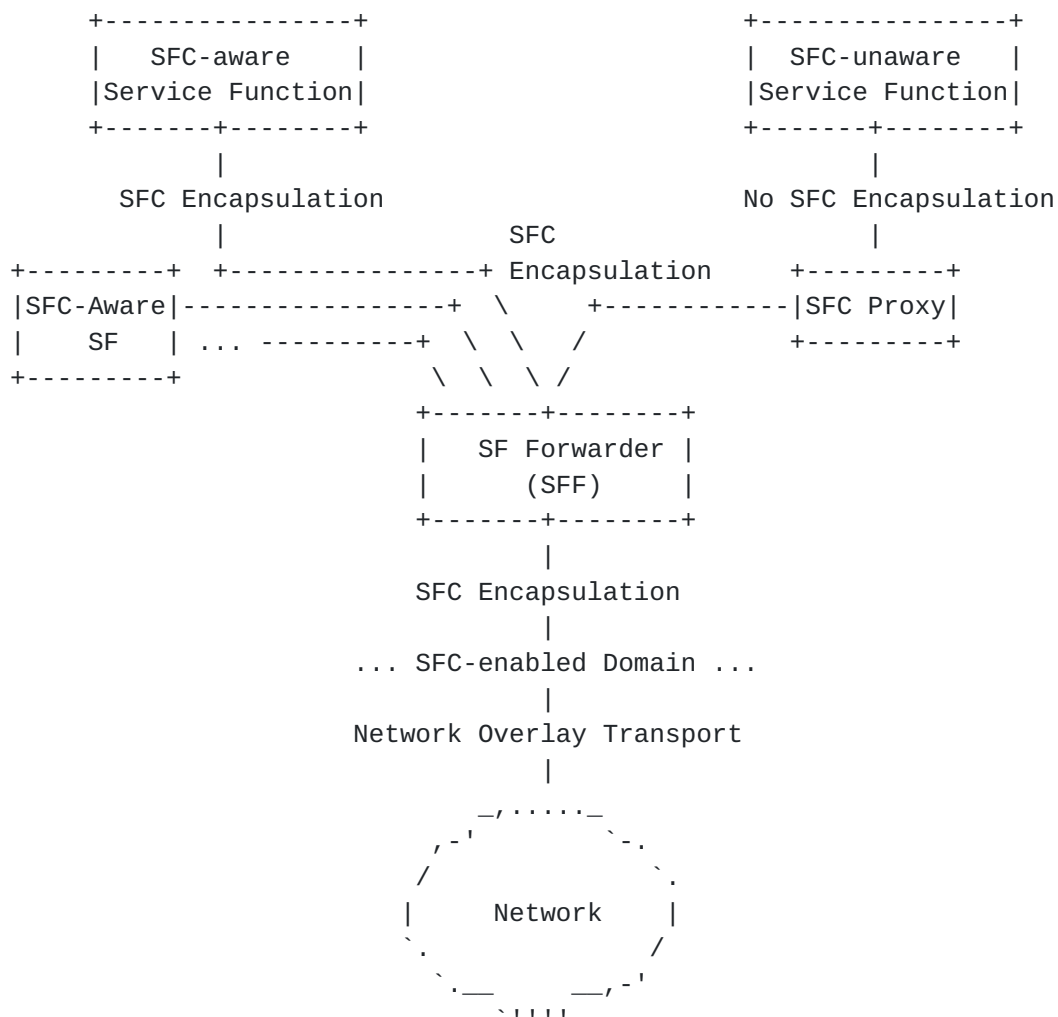 SFC-aware SFC-unaware
Service Function Service Function
SFC Encapsulation No SFC Encapsulation
SFC
Encapsulation
SFC-Aware SFC Proxy
SF ...
SF Forwarder
(SFF)
SFC Encapsulation
... SFC-enabled Domain ...
Network Overlay Transport
Network